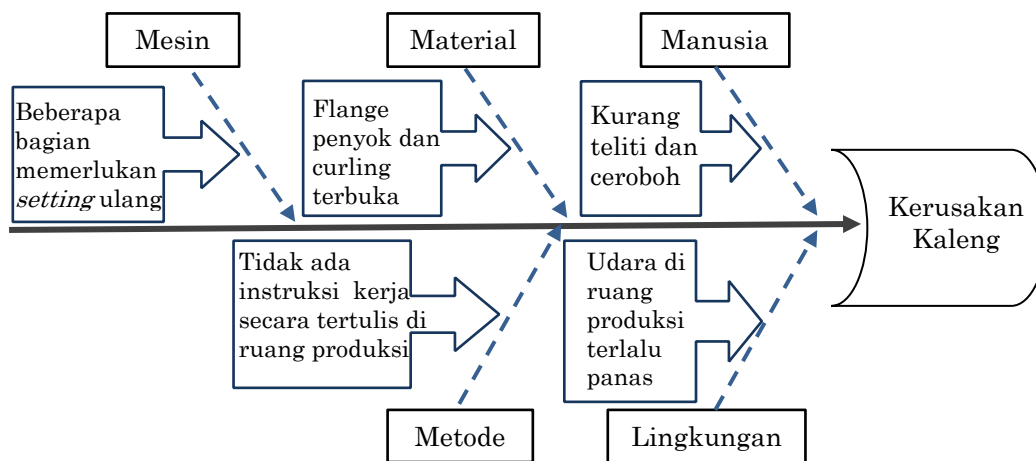 Mesin
Material
Manusia
Beberapa
bagian
memerlukan
setting ulang
Flange
penyok dan
curling
terbuka
Kurang
teliti dan
ceroboh
Kerusakan
Kaleng
Tidak ada
instruksi kerja
secara tertulis di
ruang produksi
Udara di
ruang
produksi
terlalu
panas
Metode
Lingkungan